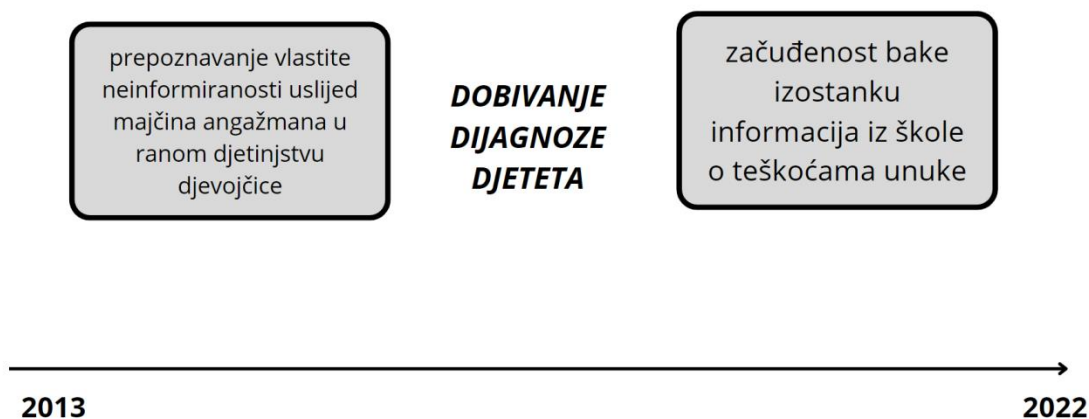 prepoznavanje vlastite
neinformiranosti uslijed
majčina angažmana u
ranom djetinjstvu
djevojčice
DOBIVANJE
DIJAGNOZE
DJETETA
začuđenost bake
izostanku
informacija iz škole
o teškoćama unuke
2013
2022